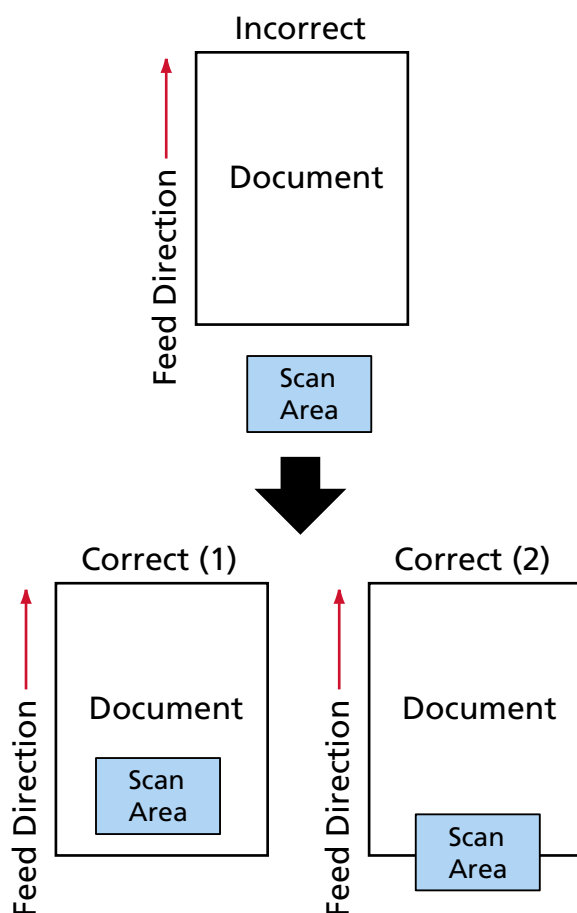 Incorrect
Feed Direction
Document
Scan
Area
Correct (1)
Feed Direction
Document
Scan
Area
Correct (2)
Feed Direction
Document
Scan
Area